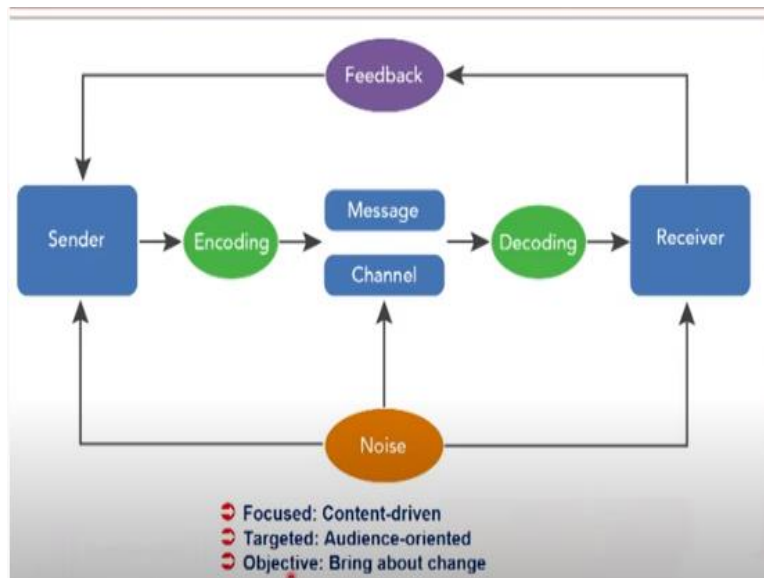 Feedback
Sender
Encoding
Message
Channel
Decoding
Receiver
Noise
Focused: Content-driven
Targeted: Audience-oriented
Objective: Bring about change